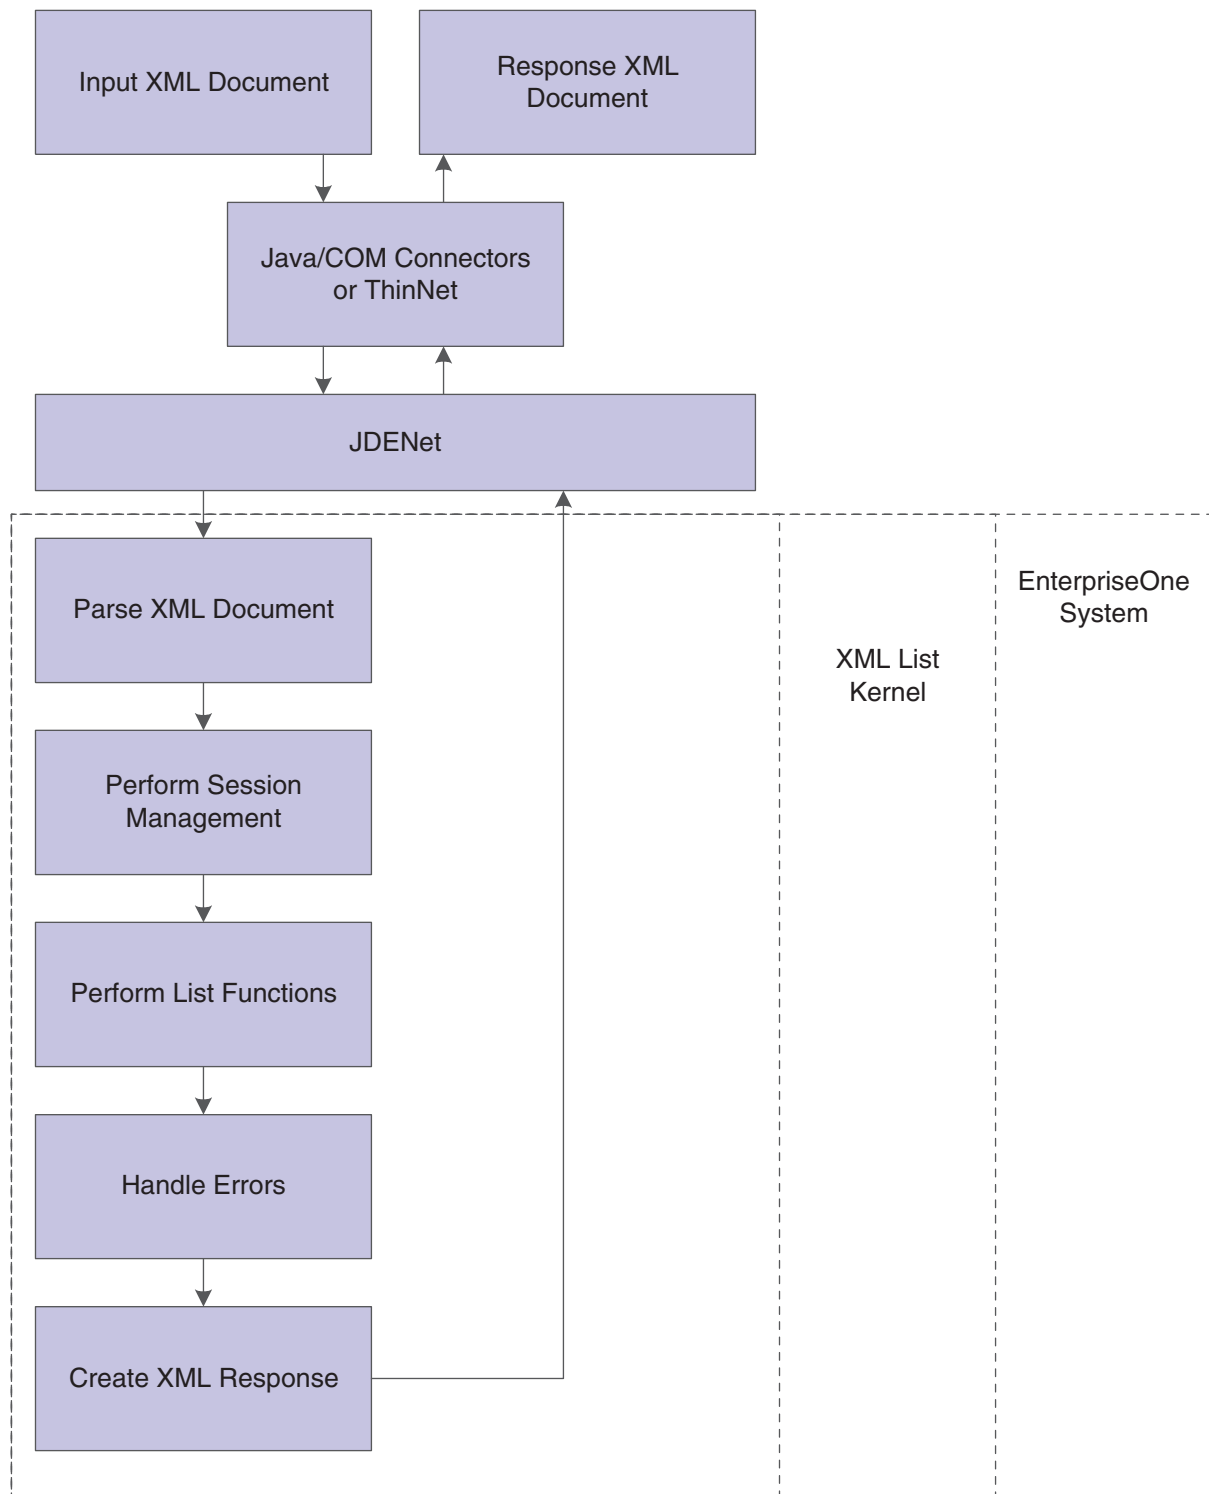 Input XML Document
Response XML
Document
Java/COM Connectors
or ThinNet
JDENet
Parse XML Document
EnterpriseOne
System
XML List
Kernel
Perform Session
Management
Perform List Functions
Handle Errors
Create XML Response